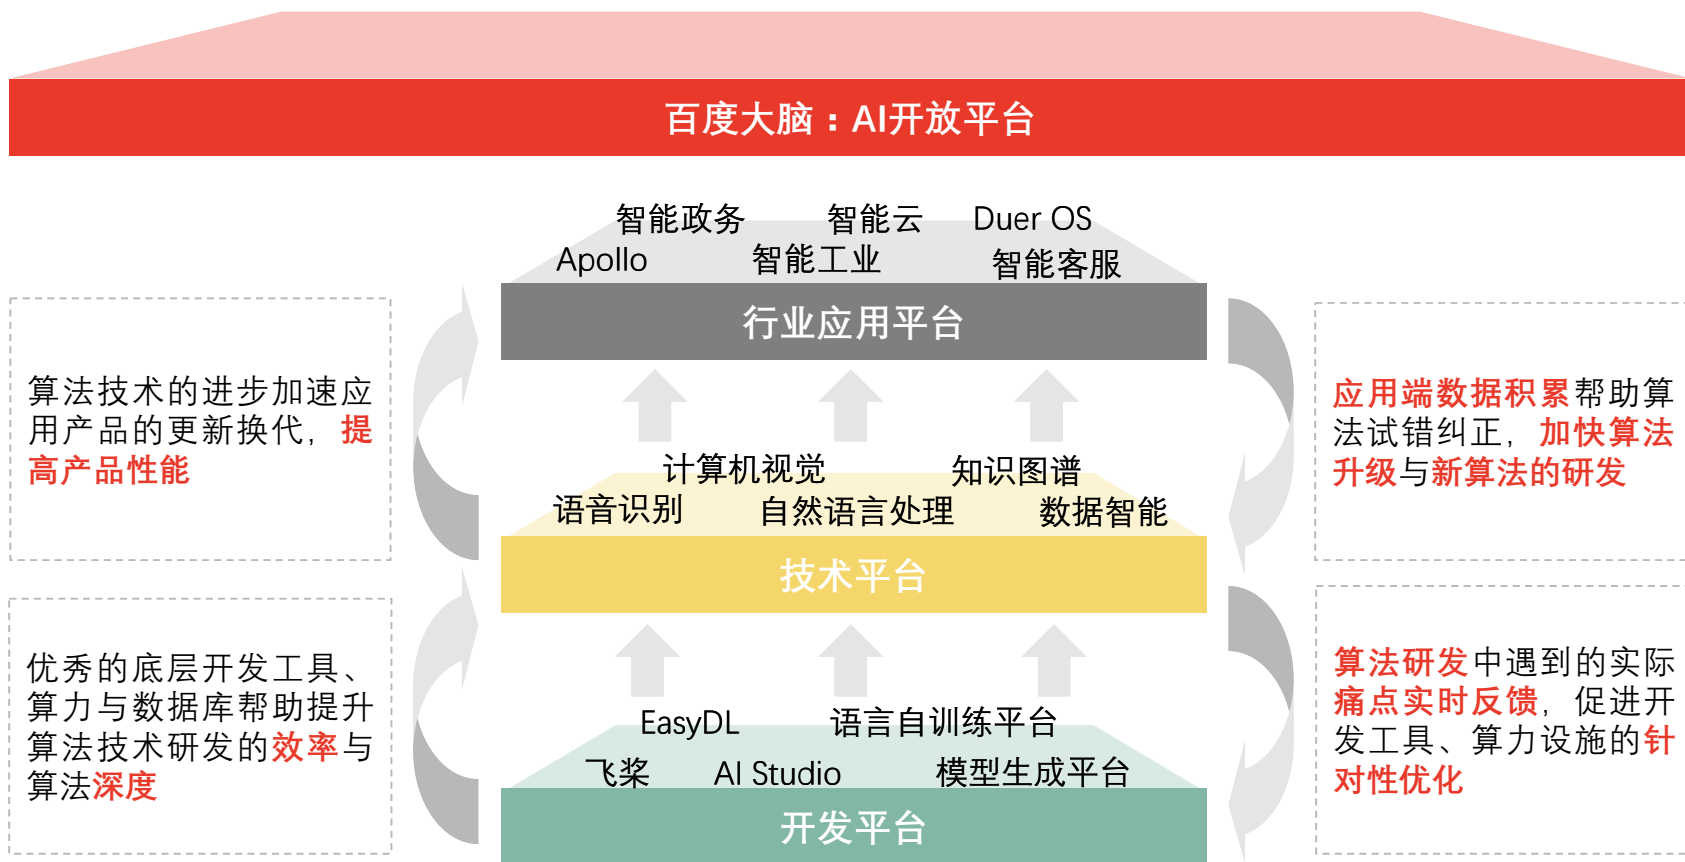 百度大脑：AI开放平台
智能政务 智能云 Duer OS
Apollo 智能工业 智能客服
行业应用平台
算法技术的进步加速应
用产品的更新换代，提
高产品性能
应用端数据积累帮助算
法试错纠正，加快算法
升级与新算法的研发
计算机视觉 知识图谱
语音识别 自然语言处理 数据智能
技术平台
优秀的底层开发工具、
算力与数据库帮助提升
算法技术研发的效率与
算法深度
算法研发中遇到的实际
痛点实时反馈，促进开
发工具、算力设施的针
对性优化
EasyDL 语言自训练平台
飞桨 AI Studio 模型生成平台
开发平台